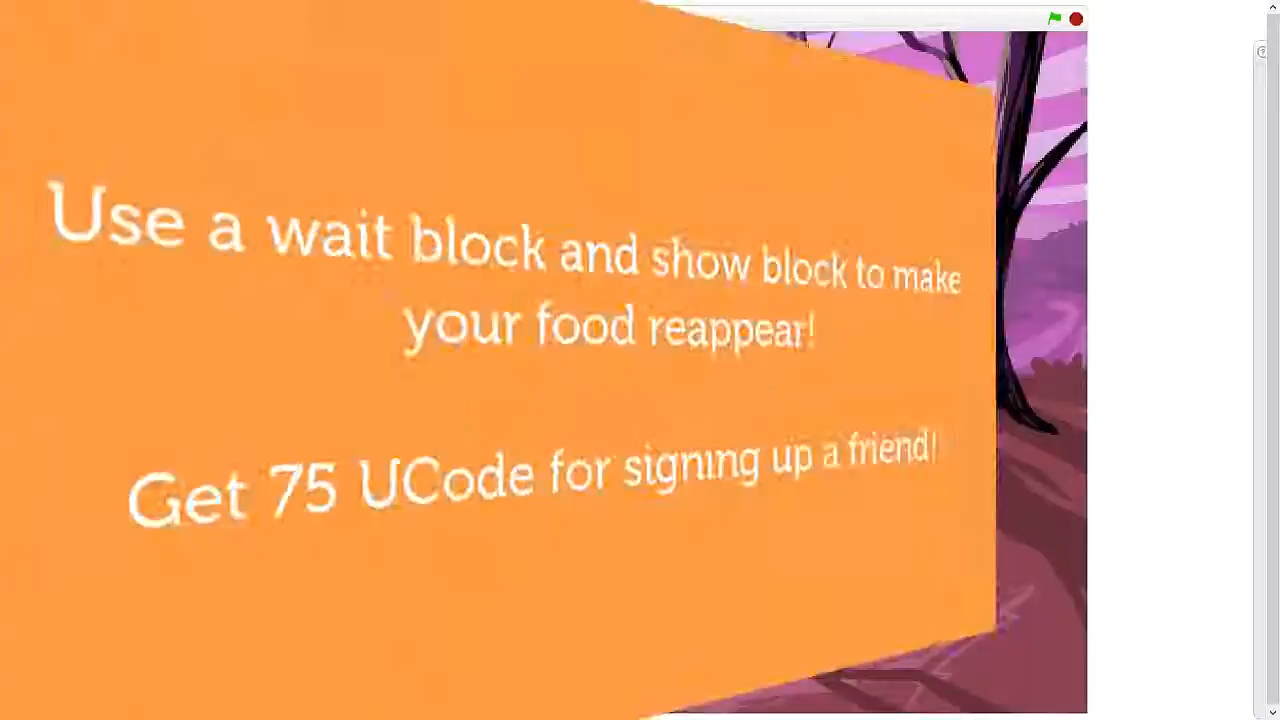 Use a wait block and show block to make
your food reappear!
Get 75 UCode for signing up a friend!